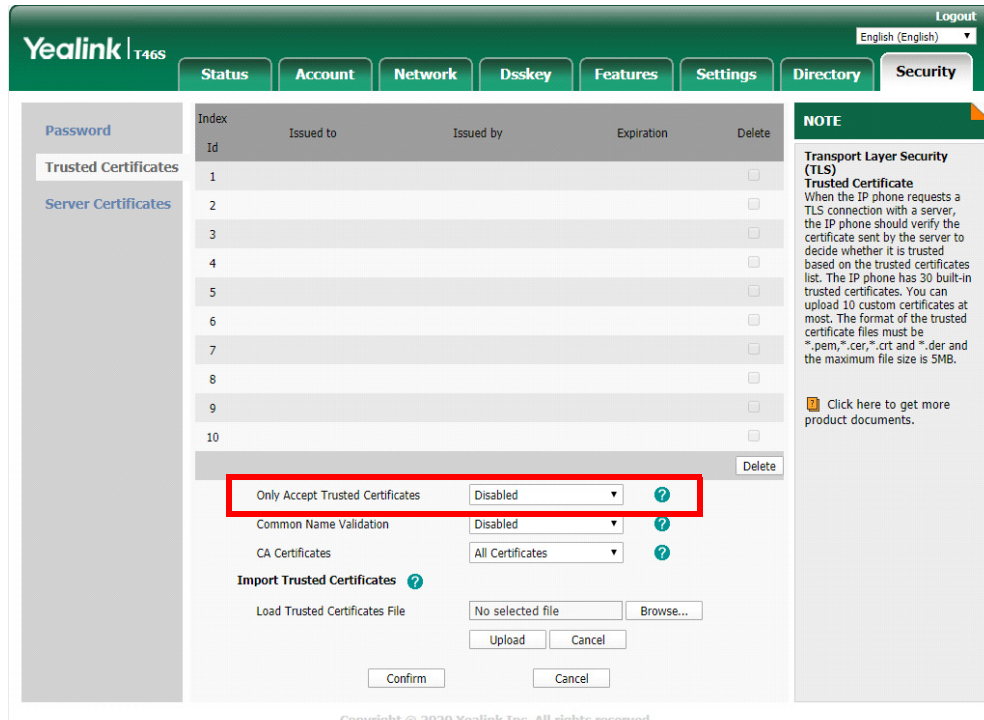 Logout
English (English)
Yealink T46S
Status Account Network Dsskey Features Settings Directory Security
Password
Trusted Certificates
Server Certificates
Index
Id Issued to Issued by Expiration Delete
1
2
3
4
5
6
7
8
9
10
Delete
Only Accept Trusted Certificates Disabled ?
Common Name Validation Disabled ?
CA Certificates All Certificates ?
Import Trusted Certificates ?
Load Trusted Certificates File No selected file Browse...
Upload Cancel
Confirm Cancel
NOTE
Transport Layer Security
(TLS)
Trusted Certificate
When the IP phone requests a
TLS connection with a server,
the IP phone should verify the
certificate sent by the server to
decide whether it is trusted
based on the trusted certificates
list. The IP phone has 30 built-in
trusted certificates. You can
upload 10 custom certificates at
most. The format of the trusted
certificate files must be
*.pem,*.cer,*.crt and *.der and
the maximum file size is 5MB.
? Click here to get more
product documents.
Copyright © 2020 Yealink Inc. All rights reserved